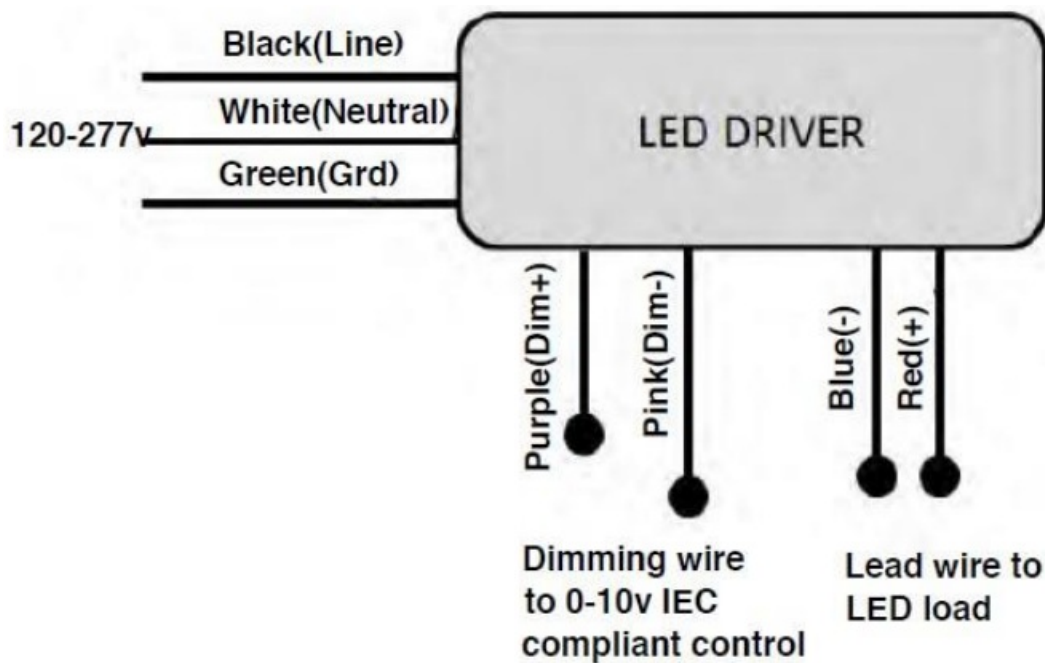 Black(Line)
White(Neutral)
120-277v
Green(Grd)
LED DRIVER
Purple(Dim+)
Pink(Dim-)
Blue(-)
Red(+)
Dimming wire
to 0-10v IEC
compliant control
Lead wire to
LED load